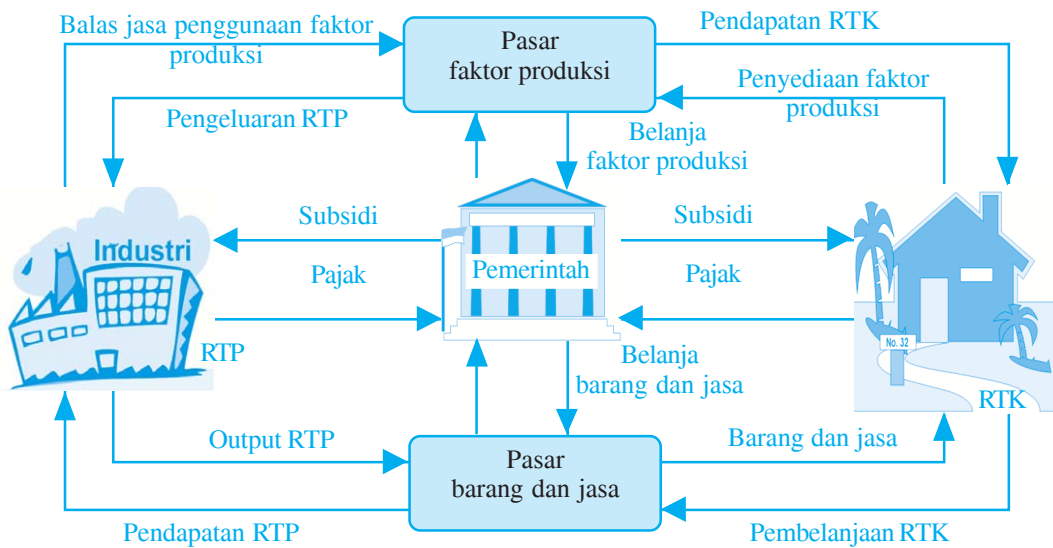 Balas jasa penggunaan faktor
produksi
Pasar
faktor produksi
Pendapatan RTK
Pengeluaran RTP
Penyediaan faktor
produksi
Belanja
faktor produksi
Subsidi
Subsidi
Industri
Pemerintah
Pajak
Pajak
RTP
No. 32
Belanja
barang dan jasa
RTK
Output RTP
Pasar
barang dan jasa
Barang dan jasa
Pendapatan RTP
Pembelanjaan RTK